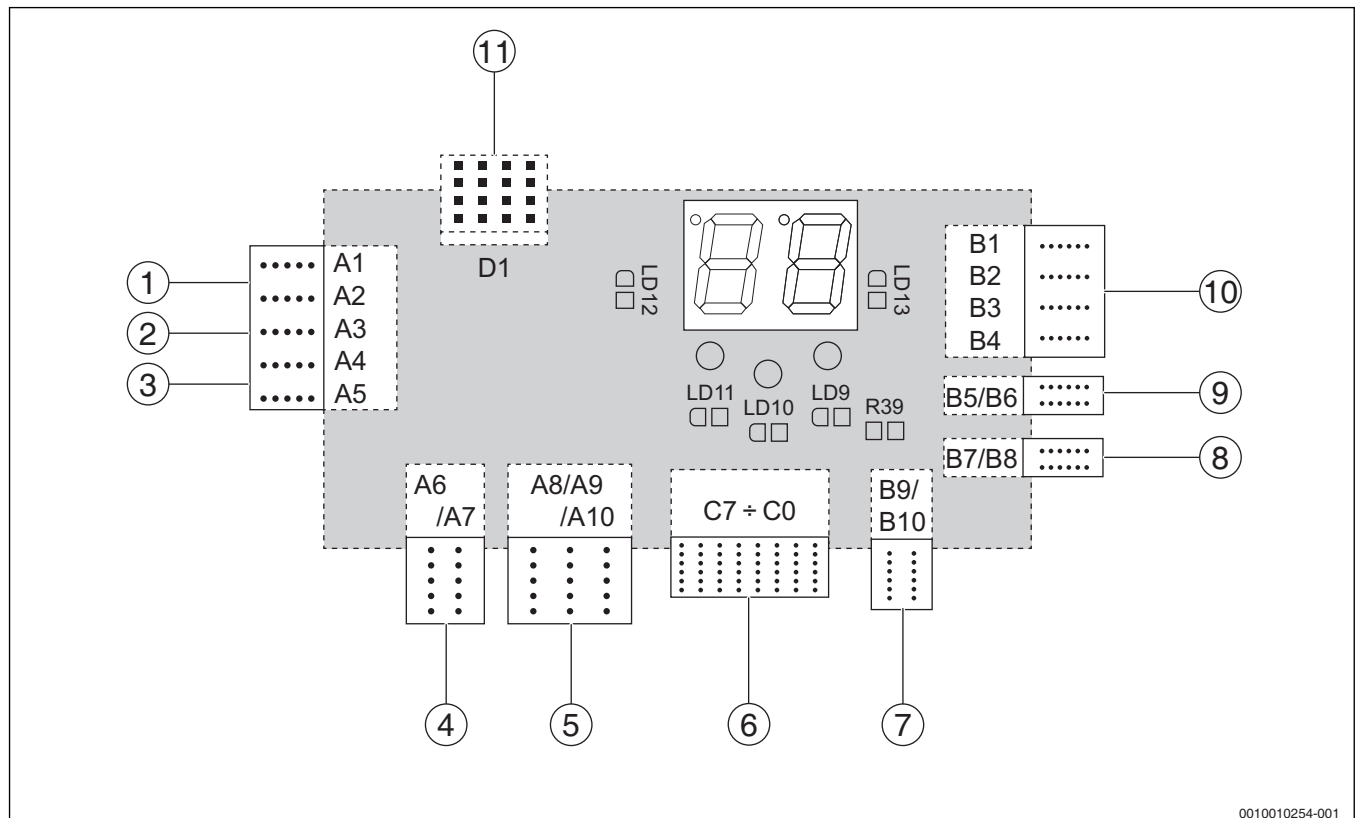 11
D1
LD12
LD13
1
2
3
A1
A2
A3
A4
A5
B1
B2
B3
B4
10
LD11
LD10
LD9
R39
B5/B6
9
B7/B8
8
A6
/A7
A8/A9
/A10
C7 ÷ C0
B9/
B10
4
5
6
7
0010010254-001